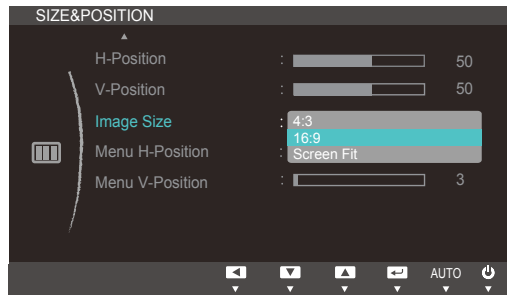 SIZE&POSITION
H-Position : 50
V-Position : 50
Image Size : 4:3
16:9
Menu H-Position : Screen Fit
Menu V-Position : 3
AUTO